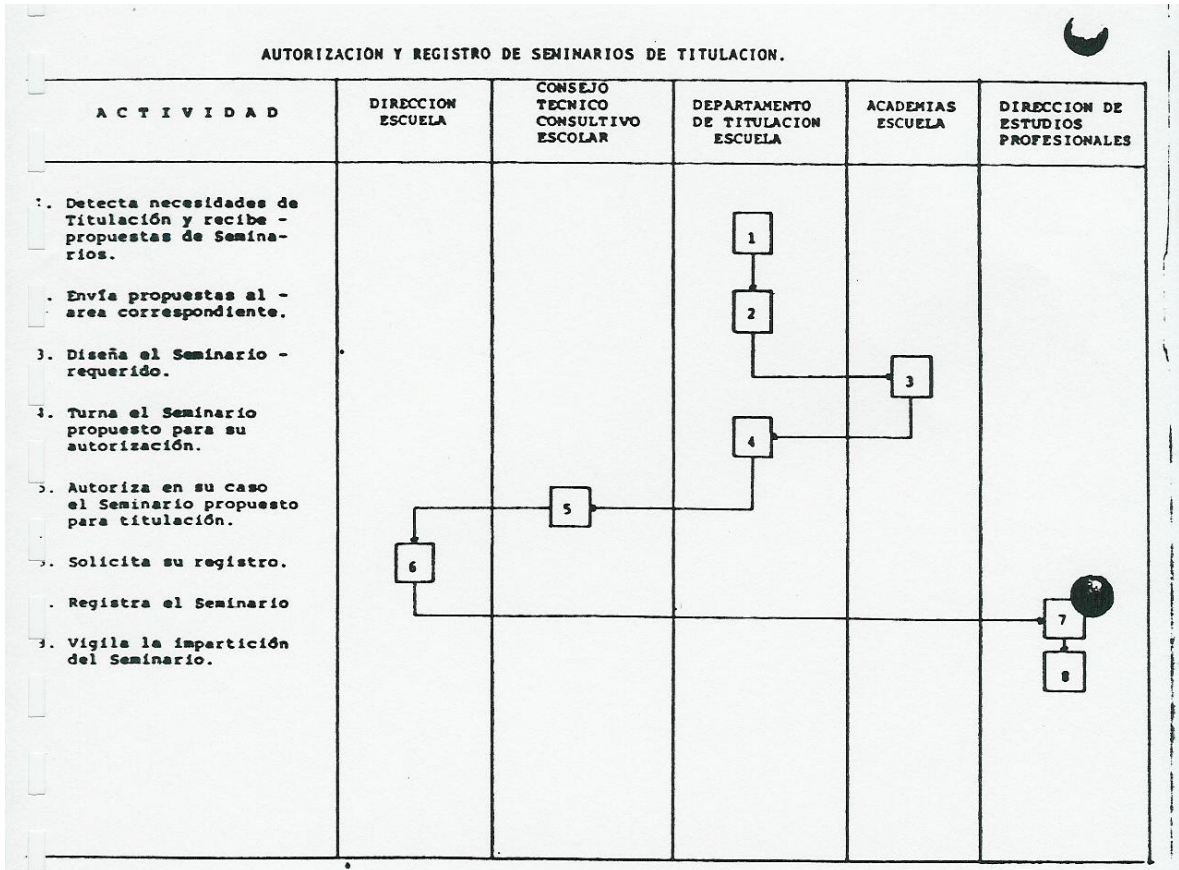 AUTORIZACION Y REGISTRO DE SEMINARIOS DE TITULACION.
A C T I V I D A D
DIRECCION
ESCUELA
CONSEJO
TECNICO
CONSULTIVO
ESCOLAR
DEPARTAMENTO
DE TITULACION
ESCUELA
ACADEMIAS
ESCUELA
DIRECCION DE
ESTUDIOS
PROFESIONALES
. Detecta necesidades de
Titulación y recibe -
propuestas de Semina-
rios.
. Envía propuestas al -
area correspondiente.
3. Diseña el Seminario -
requerido.
4. Turna el Seminario
propuesto para su
autorización.
5. Autoriza en su caso
el Seminario propuesto
para titulación.
. Solicita su registro.
. Registra el Seminario
. Vigila la impartición
del Seminario.
1
2
3
4
5
6
7
8